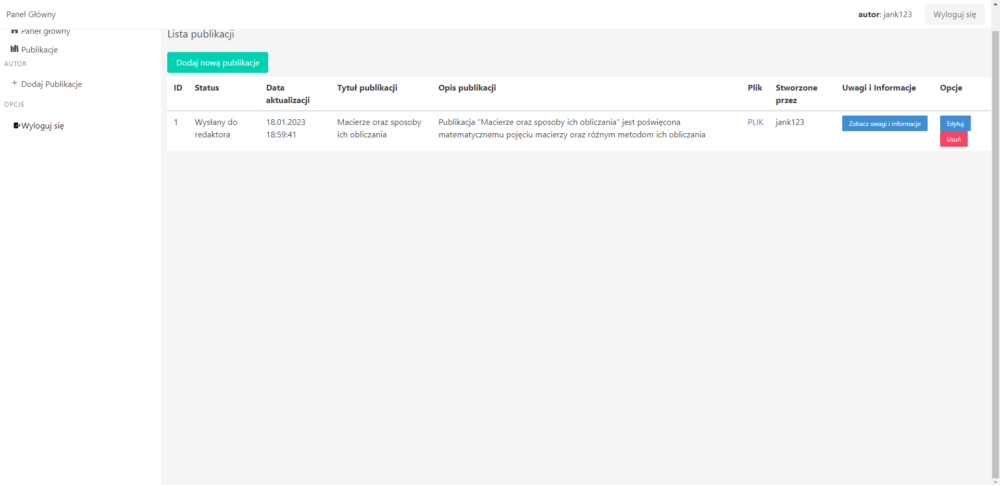 Panel Główny
autor: jank123
Wyloguj się
Panel główny
Publikacje
AUTOR
Dodaj Publikacje
OPCJE
Wyloguj się
Lista publikacji
Dodaj nową publikacje
ID
Status
Data
aktualizacji
Tytuł publikacji
Opis publikacji
Plik
Stworzone
przez
Uwagi i Informacje
Opcje
1
Wysłany do
redaktora
18.01.2023
18:59:41
Macierze oraz sposoby
ich obliczania
Publikacja "Macierze oraz sposoby ich obliczania" jest poświęcona
matematycznemu pojęciu macierzy oraz różnym metodom ich obliczania
PLIK
jank123
Zobacz uwagi i informacje
Edytuj
Usuń